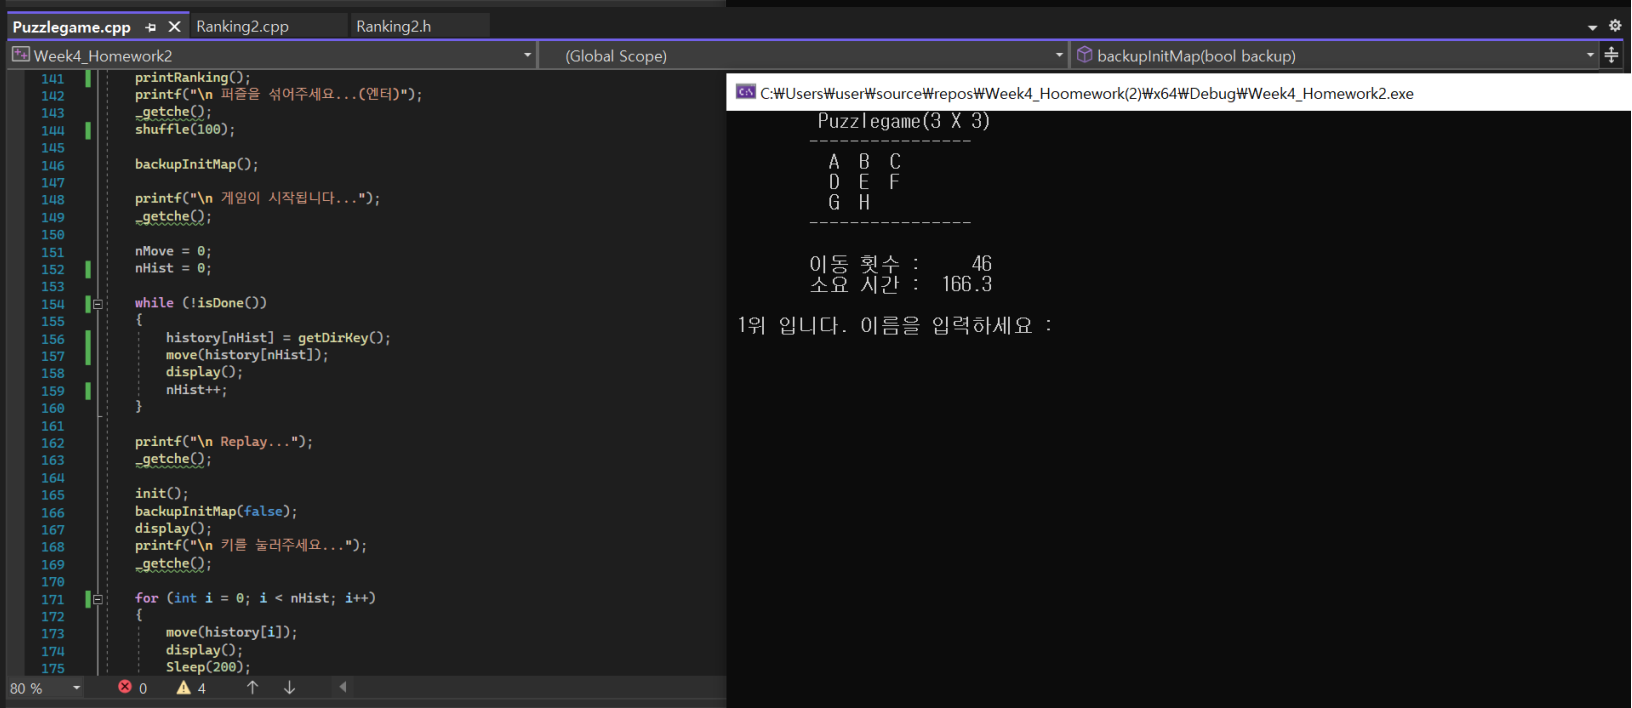 Puzzlegame.cpp Ranking2.cpp Ranking2.h
Week4_Homework2 (Global Scope) backupInitMap(bool backup)
141 printRanking();
142 printf("\n 퍼즐을 섞어주세요...(엔터)");
143 _getche();
144 shuffle(100);
145
146 backupInitMap();
147
148 printf("\n 게임이 시작됩니다...");
149 _getche();
150
151 nMove = 0;
152 nHist = 0;
153
154 while (!isDone())
155 {
156 history[nHist] = getDirKey();
157 move(history[nHist]);
158 display();
159 nHist++;
160 }
161
162 printf("\n Replay...");
163 _getche();
164
165 init();
166 backupInitMap(false);
167 display();
168 printf("\n 키를 눌러주세요...");
169 _getche();
170
171 for (int i = 0; i < nHist; i++)
172 {
173 move(history[i]);
174 display();
175 Sleep(200);
80 % 0 4
C:₩Users₩user₩source₩repos₩Week4_Hoomework(2)₩x64₩Debug₩Week4_Homework2.exe
Puzzlegame(3 X 3)
----------------
A B C
D E F
G H
----------------
이동 횟수 : 46
소요 시간 : 166.3
1위 입니다. 이름을 입력하세요 :